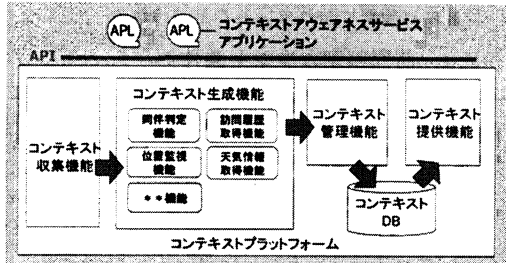 APL
APL
コンテキストアウェアネスサービス
アプリケーション
API
コンテキスト
収集機能
コンテキスト生成機能
同伴判定
機能
訪問履歴
取得機能
位置監視
機能
天気情報
取得機能
**機能
コンテキスト
管理機能
コンテキスト
提供機能
コンテキスト
DB
コンテキストプラットフォーム